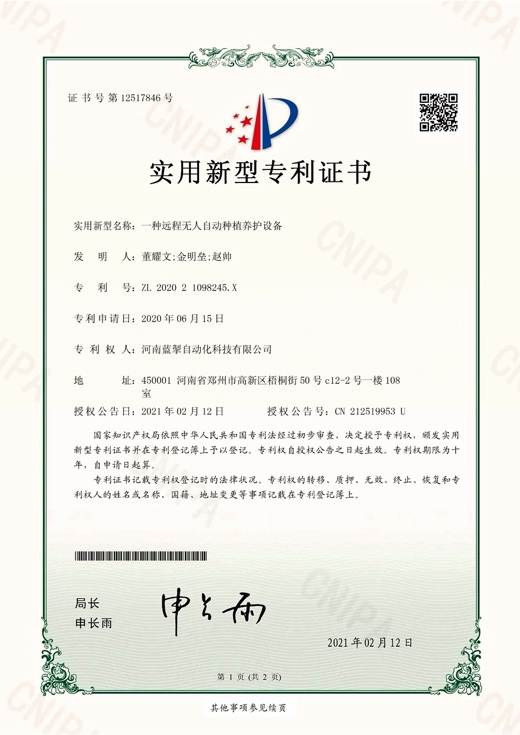 证书号第12517846号
实用新型专利证书
实用新型名称：一种远程无人自动种植养护设备
发明人：董耀文;金明垒;赵帅
专利号：ZL 2020 2 1098245.X
专利申请日：2020年06月15日
专利权人：河南蓝犁自动化科技有限公司
地址：450001 河南省郑州市高新区梧桐街50号c12-2号一楼108
室
授权公告日：2021年02月12日 授权公告号：CN 212519953 U
国家知识产权局依照中华人民共和国专利法经过初步审查，决定授予专利权，颁发实用
新型专利证书并在专利登记簿上予以登记。专利权自授权公告之日起生效。专利权期限为十
年，自申请日起算。
专利证书记载专利权登记时的法律状况。专利权的转移、质押、无效、终止、恢复和专
利权人的姓名或名称、国籍、地址变更等事项记载在专利登记簿上。
局长
申长雨
申长雨
2021年02月12日
第 1 页 (共 2 页)
其他事项参见续页
CNIPA
CNIPA
CNIPA
CNIPA
CNIPA
CNIPA